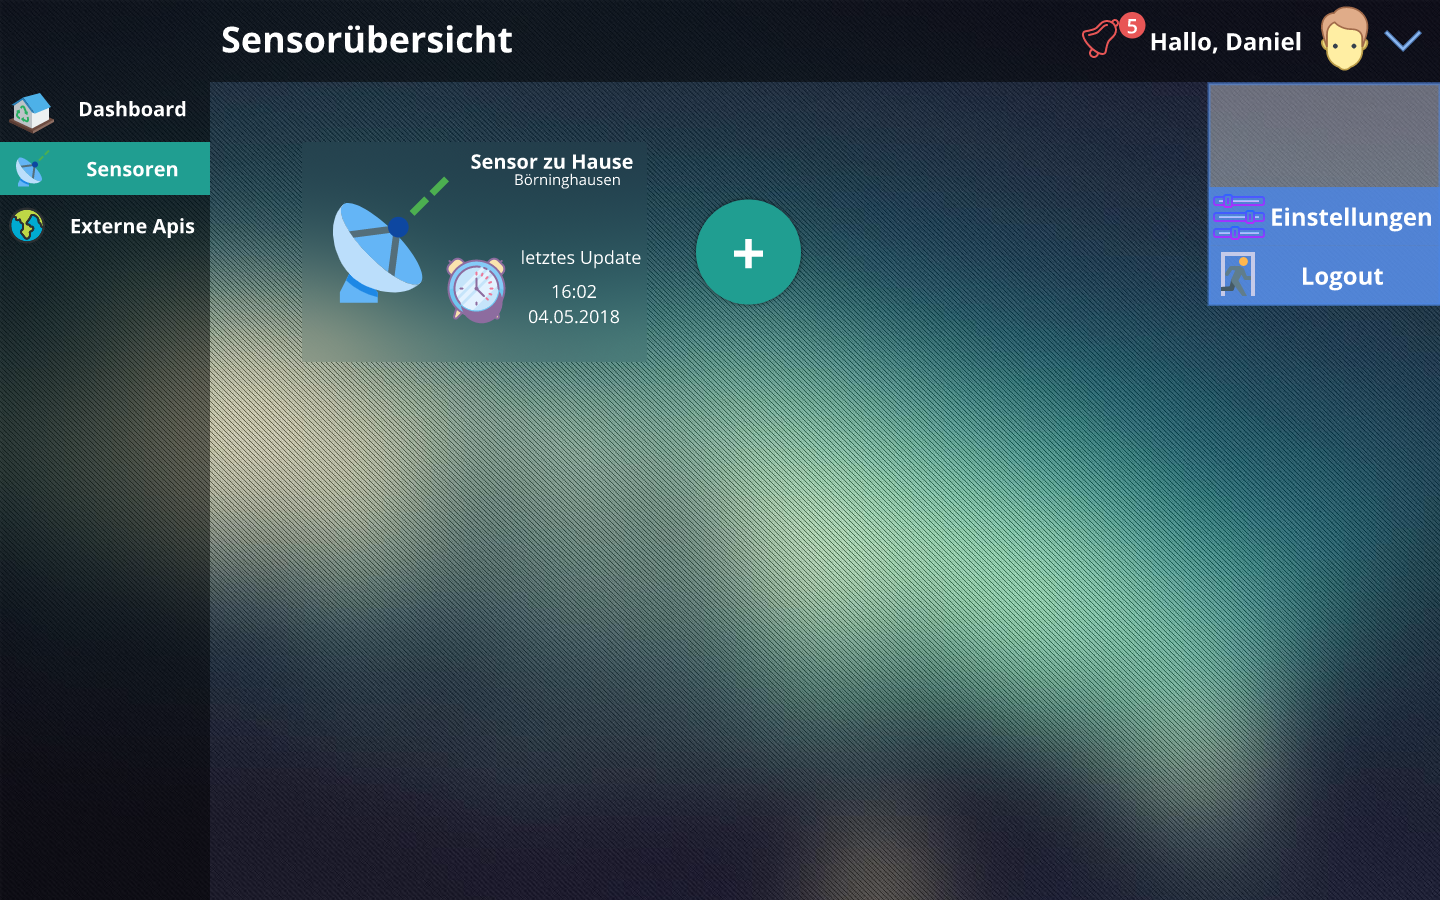 Sensorübersicht
5
Hallo, Daniel
Dashboard
Sensoren
Externe Apis
Sensor zu Hause
Börninghausen
letztes Update
16:02
04.05.2018
+
Einstellungen
Logout